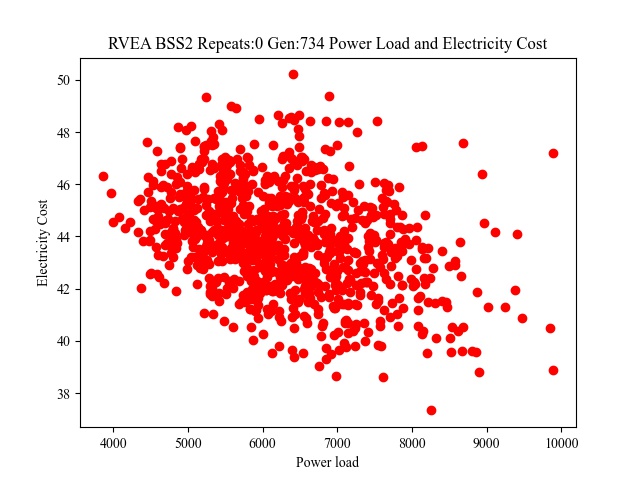 RVEA BSS2 Repeats:0 Gen:734 Power Load and Electricity Cost
50
48
46
44
42
40
38
Electricity Cost
4000 5000 6000 7000 8000 9000 10000
Power load